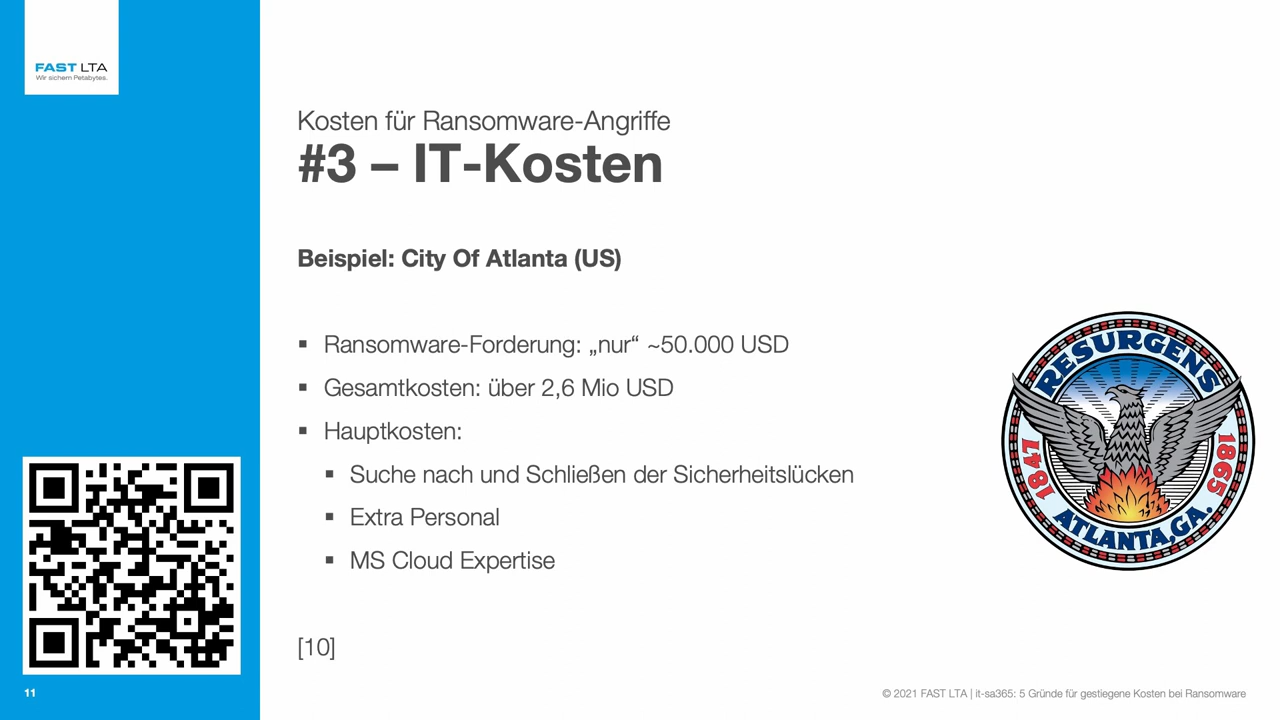 FAST LTA
Wir sichern Petabytes.
Kosten für Ransomware-Angriffe
#3 – IT-Kosten
Beispiel: City Of Atlanta (US)
▪ Ransomware-Forderung: „nur“ ~50.000 USD
▪ Gesamtkosten: über 2,6 Mio USD
▪ Hauptkosten:
▪ Suche nach und Schließen der Sicherheitslücken
▪ Extra Personal
▪ MS Cloud Expertise
[10]
RESURGENS
1847
1865
ATLANTA, GA.
11
© 2021 FAST LTA | it-sa365: 5 Gründe für gestiegene Kosten bei Ransomware